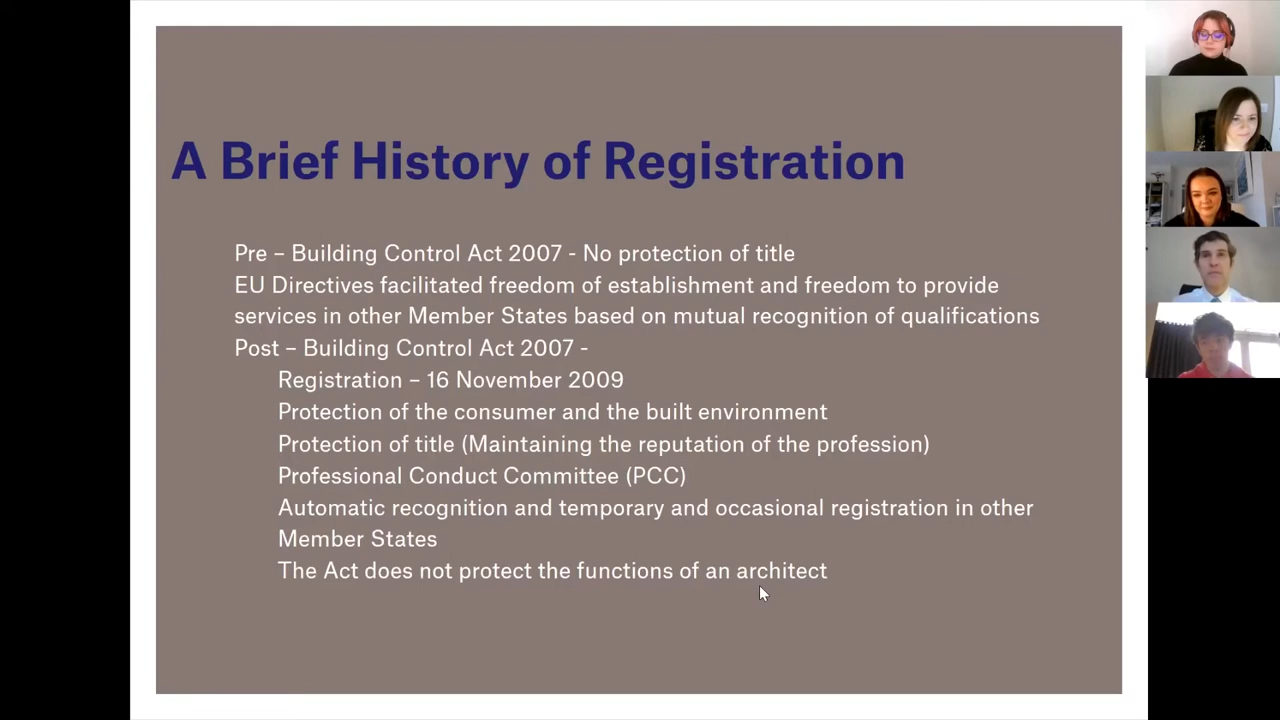 A Brief History of Registration
Pre – Building Control Act 2007 - No protection of title
EU Directives facilitated freedom of establishment and freedom to provide
services in other Member States based on mutual recognition of qualifications
Post – Building Control Act 2007 -
Registration – 16 November 2009
Protection of the consumer and the built environment
Protection of title (Maintaining the reputation of the profession)
Professional Conduct Committee (PCC)
Automatic recognition and temporary and occasional registration in other
Member States
The Act does not protect the functions of an architect